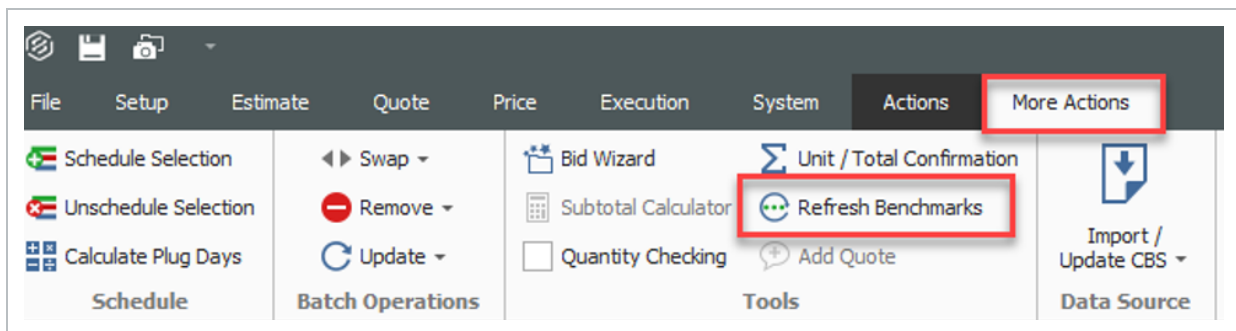 File Setup Estimate Quote Price Execution System Actions More Actions
Schedule Selection Swap Bid Wizard Unit / Total Confirmation
Unschedule Selection Remove Subtotal Calculator Refresh Benchmarks
Calculate Plug Days Update Quantity Checking Add Quote
Import /
Update CBS
Schedule Batch Operations Tools Data Source